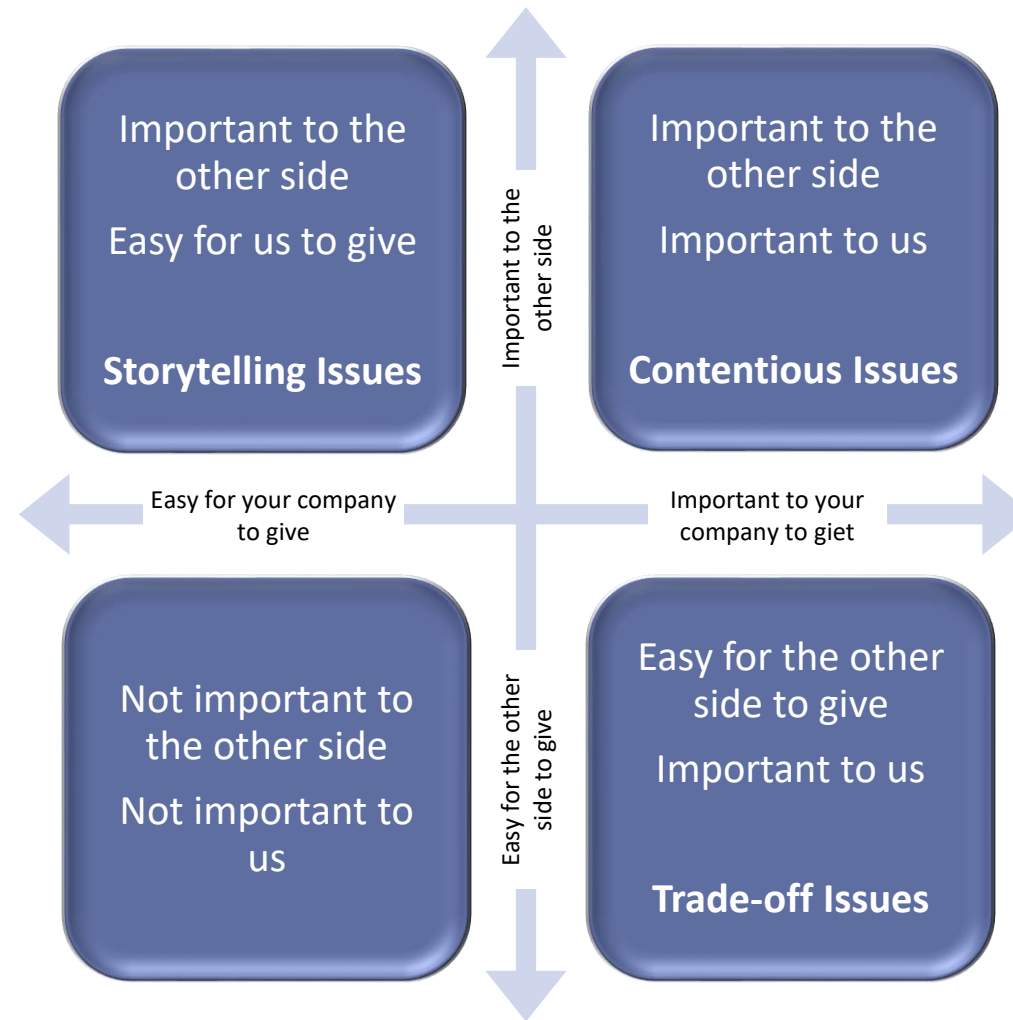 Important to the
other side
Easy for us to give
Storytelling Issues
Important to the
other side
Important to the
other side
Important to us
Contentious Issues
Easy for your company
to give
Important to your
company to giet
Not important to
the other side
Not important to
us
Easy for the other
side to give
Easy for the other
side to give
Important to us
Trade-off Issues